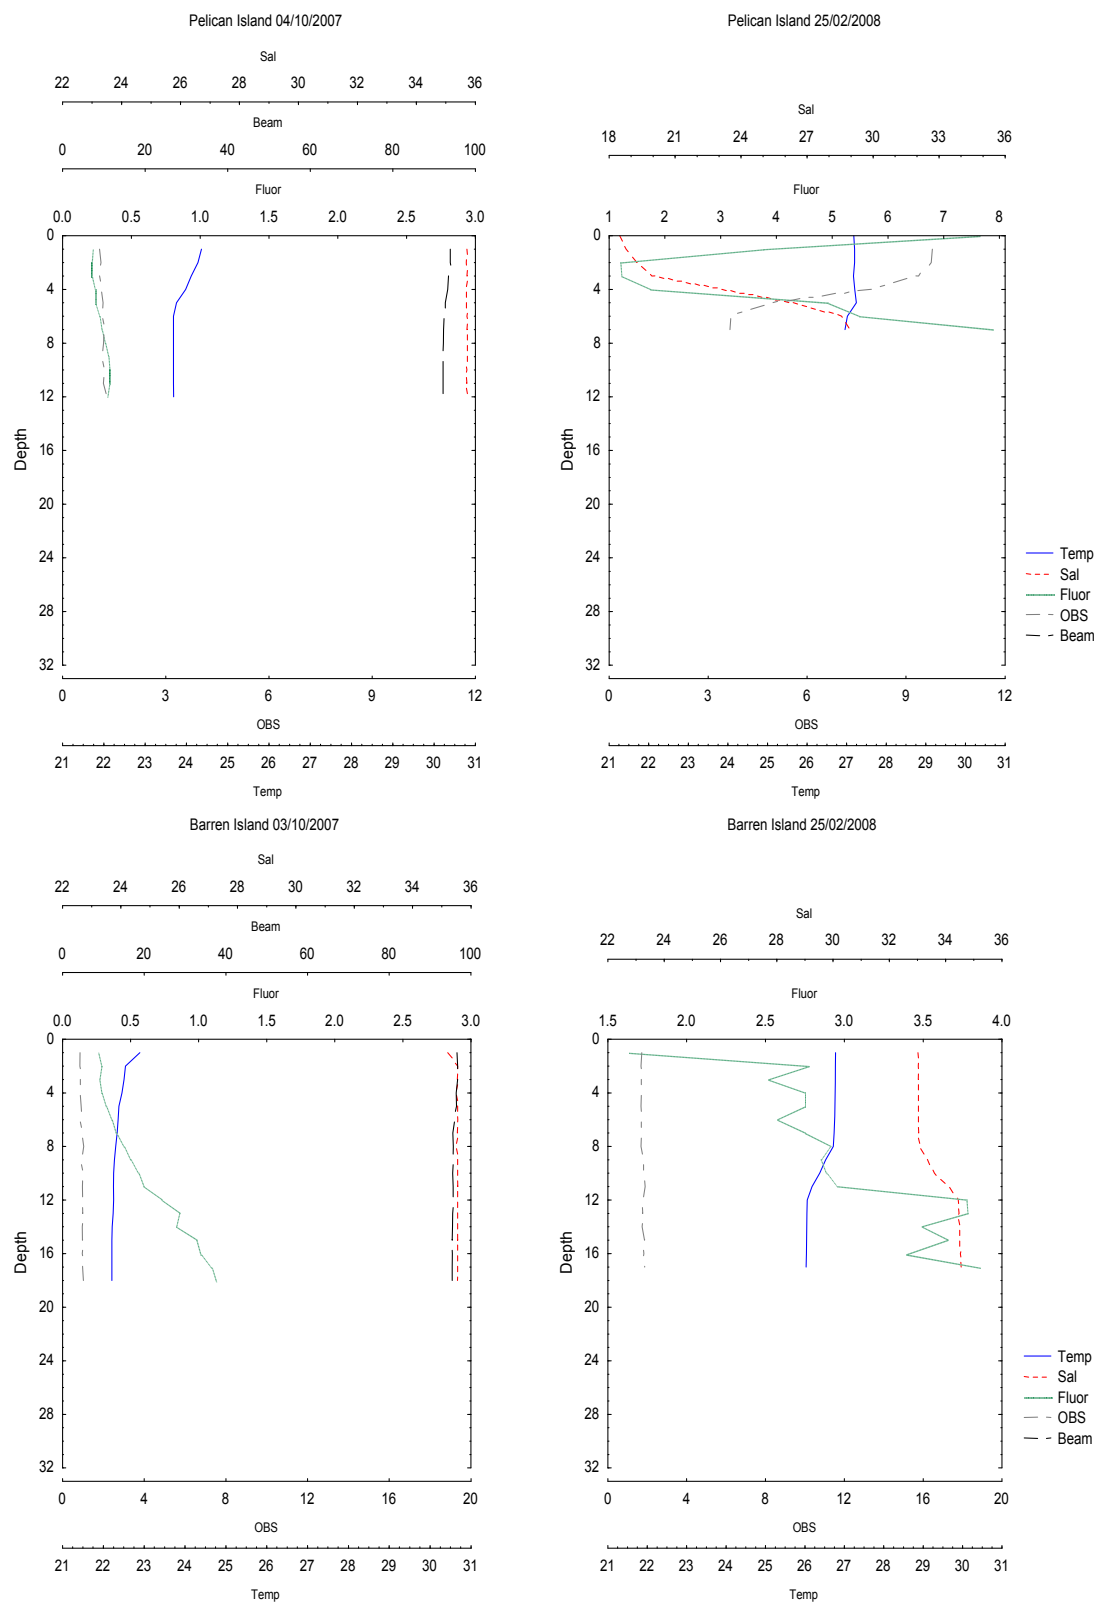 Pelican Island 04/10/2007
Sal
22 24 26 28 30 32 34 36
Beam
0 20 40 60 80 100
Fluor
0.0 0.5 1.0 1.5 2.0 2.5 3.0
0
4
8
12
16
20
24
28
32
Depth
0 3 6 9 12
OBS
21 22 23 24 25 26 27 28 29 30 31
Temp
Pelican Island 25/02/2008
Sal
18 21 24 27 30 33 36
Fluor
1 2 3 4 5 6 7 8
0
4
8
12
16
20
24
28
32
Depth
0 3 6 9 12
OBS
21 22 23 24 25 26 27 28 29 30 31
Temp
Temp
Sal
Fluor
OBS
Beam
Barren Island 03/10/2007
Sal
22 24 26 28 30 32 34 36
Beam
0 20 40 60 80 100
Fluor
0.0 0.5 1.0 1.5 2.0 2.5 3.0
0
4
8
12
16
20
24
28
32
Depth
0 4 8 12 16 20
OBS
21 22 23 24 25 26 27 28 29 30 31
Temp
Barren Island 25/02/2008
Sal
22 24 26 28 30 32 34 36
Fluor
1.5 2.0 2.5 3.0 3.5 4.0
0
4
8
12
16
20
24
28
32
Depth
0 4 8 12 16 20
OBS
21 22 23 24 25 26 27 28 29 30 31
Temp
Temp
Sal
Fluor
OBS
Beam